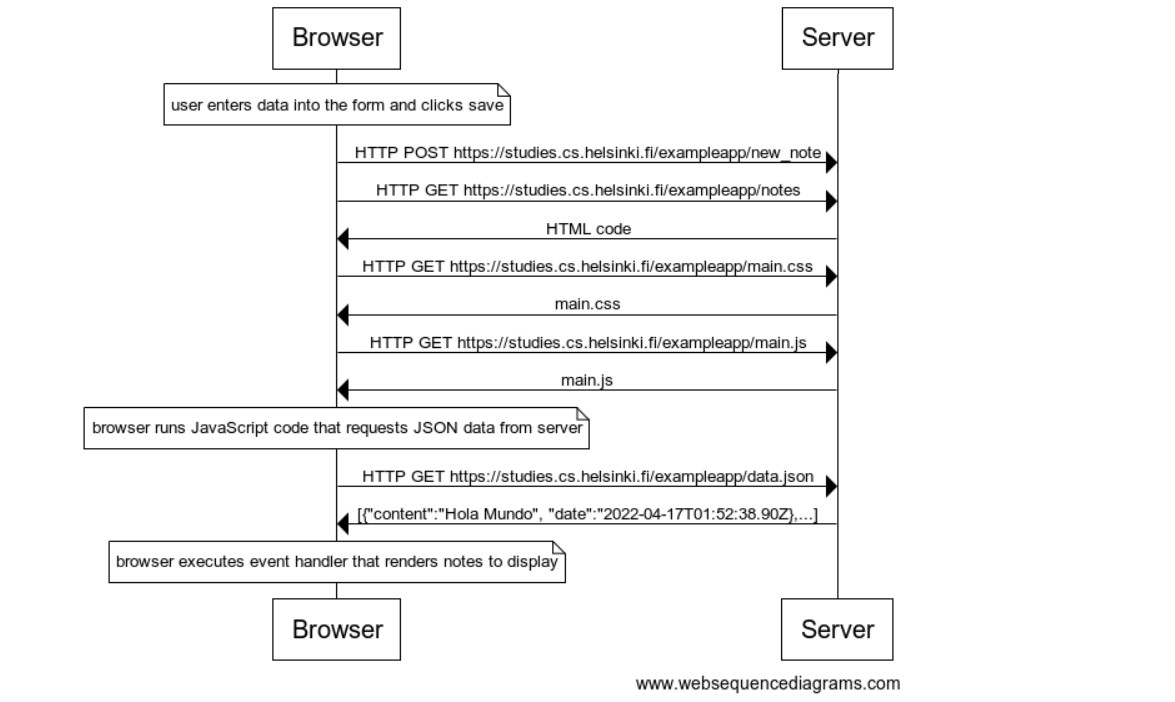 Browser
Server
user enters data into the form and clicks save
HTTP POST https://studies.cs.helsinki.fi/exampleapp/new_note
HTTP GET https://studies.cs.helsinki.fi/exampleapp/notes
HTML code
HTTP GET https://studies.cs.helsinki.fi/exampleapp/main.css
main.css
HTTP GET https://studies.cs.helsinki.fi/exampleapp/main.js
main.js
browser runs JavaScript code that requests JSON data from server
HTTP GET https://studies.cs.helsinki.fi/exampleapp/data.json
[{"content":"Hola Mundo", "date":"2022-04-17T01:52:38.90Z},...]
browser executes event handler that renders notes to display
Browser
Server
www.websequencediagrams.com